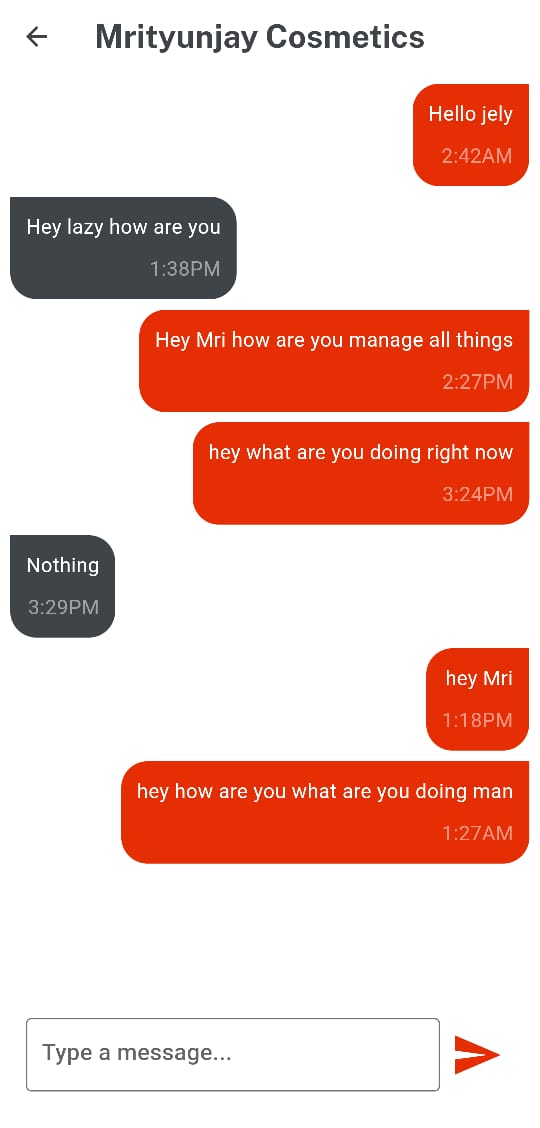 Mrityunjay Cosmetics
Hello jely
2:42AM
Hey lazy how are you
1:38PM
Hey Mri how are you manage all things
2:27PM
hey what are you doing right now
3:24PM
Nothing
3:29PM
hey Mri
1:18PM
hey how are you what are you doing man
1:27AM
Type a message...